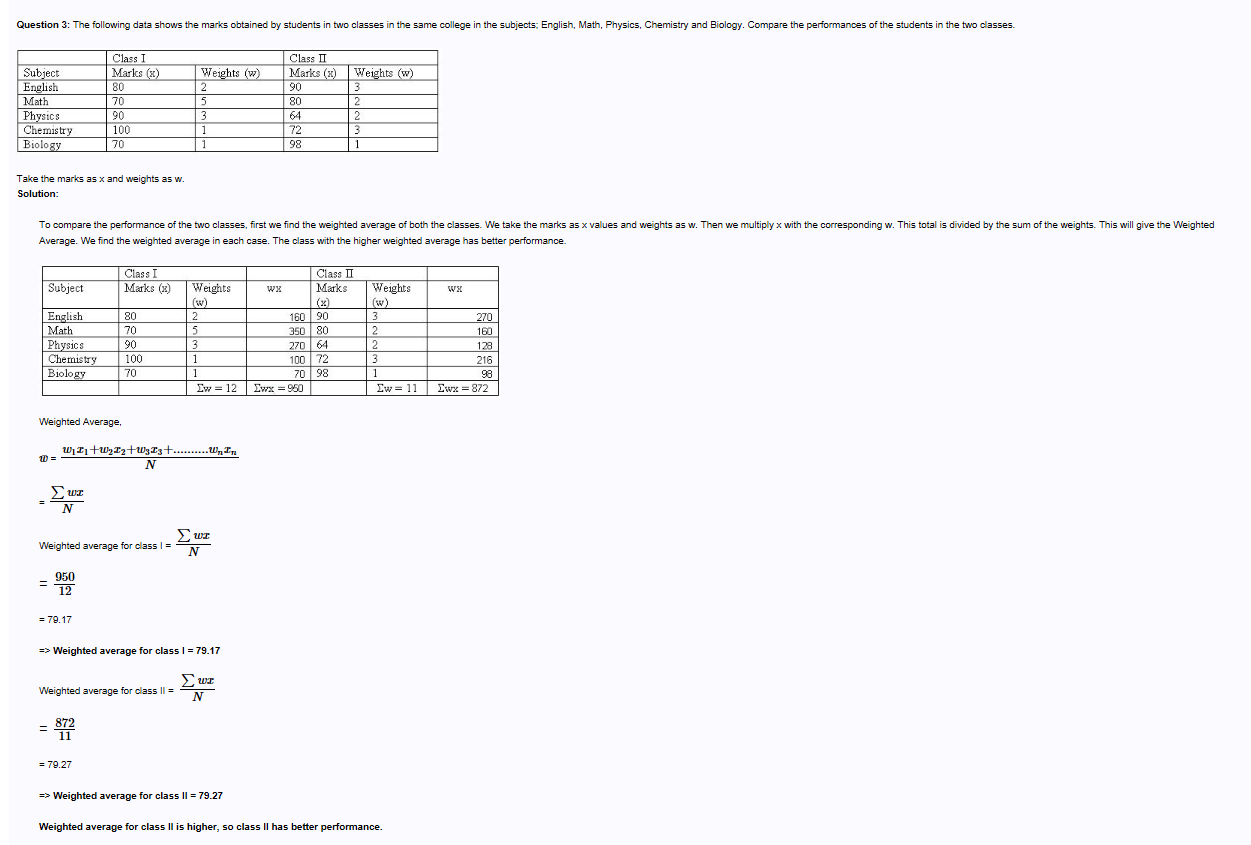 Question 3: The following data shows the marks obtained by students in two classes in the same college in the subjects; English, Math, Physics, Chemistry and Biology. Compare the performances of the students in the two classes.
Class I Class II
Subject Marks (x) Weights (w) Marks (x) Weights (w)
English 80 2 90 3
Math 70 5 80 2
Physics 90 3 64 2
Chemistry 100 1 72 3
Biology 70 1 98 1
Take the marks as x and weights as w.
Solution:
To compare the performance of the two classes, first we find the weighted average of both the classes. We take the marks as x values and weights as w. Then we multiply x with the corresponding w. This total is divided by the sum of the weights. This will give the Weighted
Average. We find the weighted average in each case. The class with the higher weighted average has better performance.
Class I Class II
Subject Marks (x) Weights (w) wx Marks (x) Weights (w) wx
English 80 2 160 90 3 270
Math 70 5 350 80 2 160
Physics 90 3 270 64 2 128
Chemistry 100 1 100 72 3 216
Biology 70 1 70 98 1 98
Σw = 12 Σwx = 950 Σw = 11 Σwx = 872
Weighted Average,
w̄ = w₁x₁+w₂x₂+w₃x₃+..........wₙxₙ / N
= ∑ wx / N
Weighted average for class I = ∑ wx / N
= 950 / 12
= 79.17
=> Weighted average for class I = 79.17
Weighted average for class II = ∑ wx / N
= 872 / 11
= 79.27
=> Weighted average for class II = 79.27
Weighted average for class II is higher, so class II has better performance.